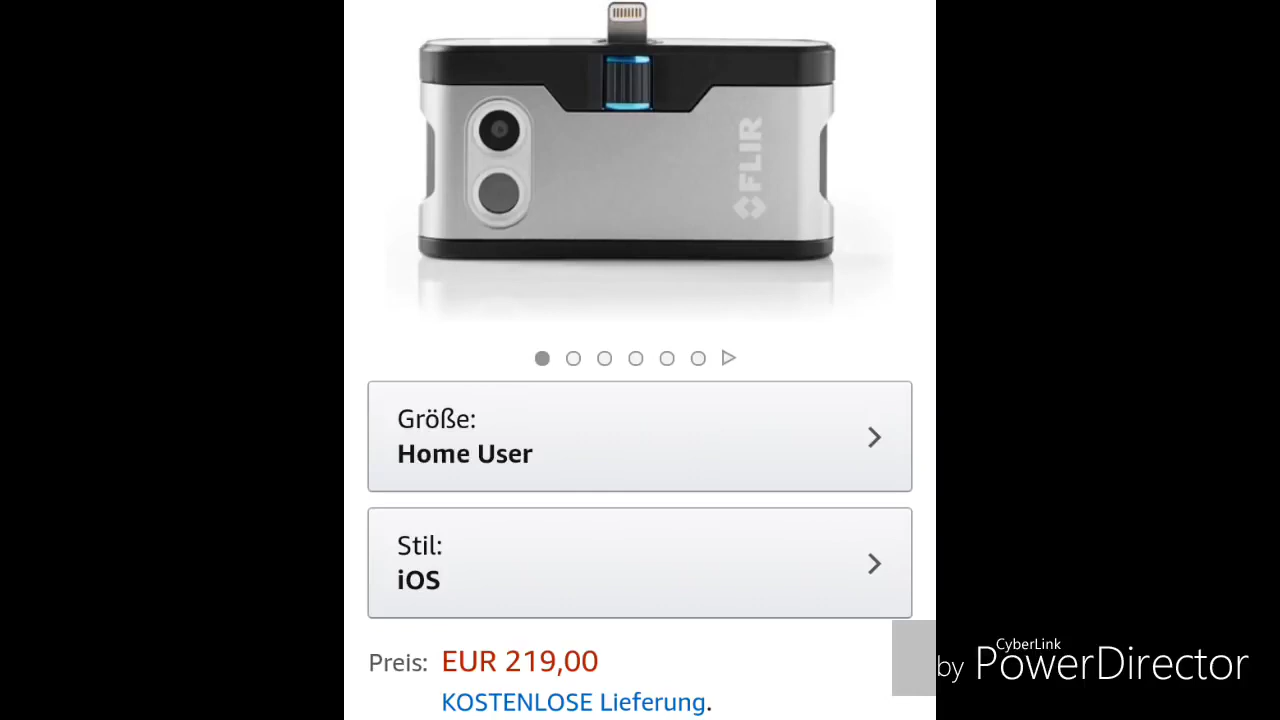 FLIR
Größe:
Home User
Stil:
iOS
Preis: EUR 219,00
KOSTENLOSE Lieferung.
CyberLink
by PowerDirector